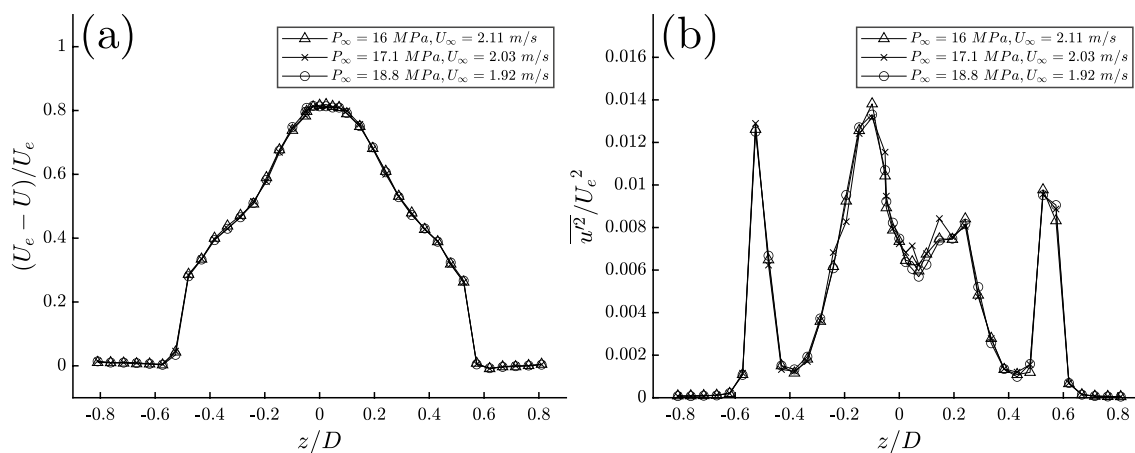 (a)
P∞ = 16 MPa, U∞ = 2.11 m/s
P∞ = 17.1 MPa, U∞ = 2.03 m/s
P∞ = 18.8 MPa, U∞ = 1.92 m/s
(U_e − U)/U_e
1
0.8
0.6
0.4
0.2
0
-0.8 -0.6 -0.4 -0.2 0 0.2 0.4 0.6 0.8
z/D
(b)
P∞ = 16 MPa, U∞ = 2.11 m/s
P∞ = 17.1 MPa, U∞ = 2.03 m/s
P∞ = 18.8 MPa, U∞ = 1.92 m/s
u′²/U_e²
0.016
0.014
0.012
0.01
0.008
0.006
0.004
0.002
0
-0.8 -0.6 -0.4 -0.2 0 0.2 0.4 0.6 0.8
z/D